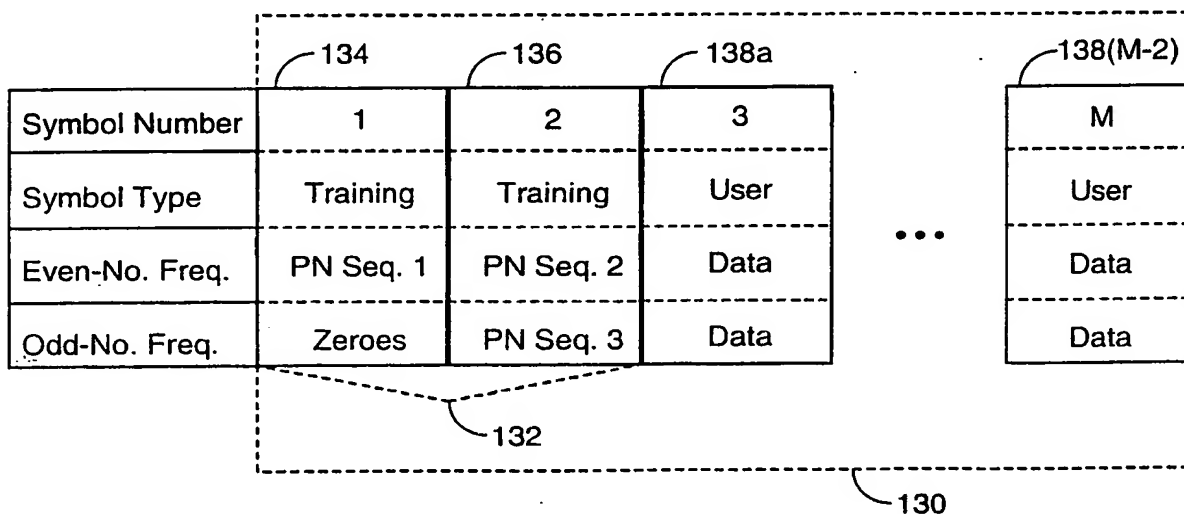 134 136 138a 138(M-2)
Symbol Number 1 2 3 M
Symbol Type Training Training User User
Even-No. Freq. PN Seq. 1 PN Seq. 2 Data Data
Odd-No. Freq. Zeroes PN Seq. 3 Data Data
132
130